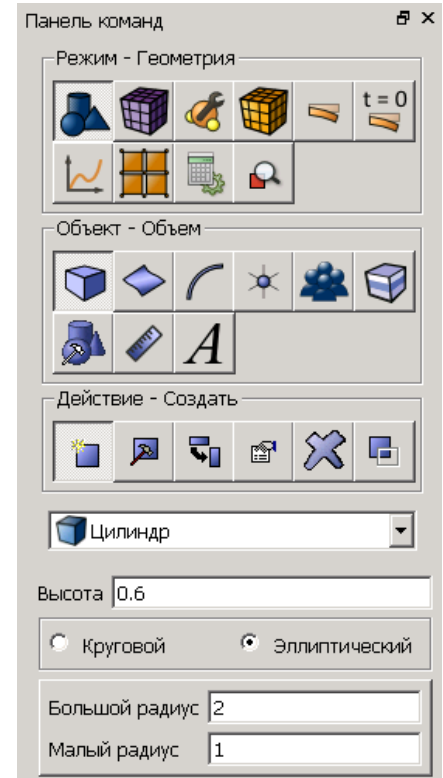 Панель команд
Режим - Геометрия
t = 0
Объект - Объем
A
Действие - Создать
Цилиндр
Высота 0.6
Круговой Эллиптический
Большой радиус 2
Малый радиус 1